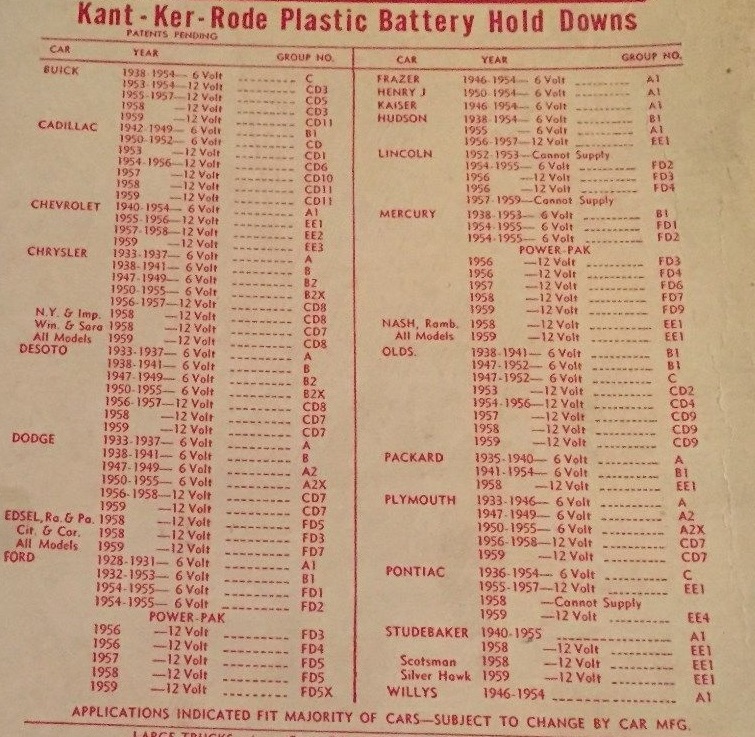 Kant-Ker-Rode Plastic Battery Hold Downs
PATENTS PENDING
CAR YEAR GROUP NO.
BUICK 1938-1954— 6 Volt -------- C
1953-1954—12 Volt -------- CD3
1955-1957—12 Volt -------- CD5
1958 —12 Volt -------- CD3
1959 —12 Volt -------- CD11
CADILLAC 1942-1949— 6 Volt -------- B1
1950-1952— 6 Volt -------- CD
1953 —12 Volt -------- CD1
1954-1956—12 Volt -------- CD6
1957 —12 Volt -------- CD10
1958 —12 Volt -------- CD11
1959 —12 Volt -------- CD11
CHEVROLET 1940-1954— 6 Volt -------- A1
1955-1956—12 Volt -------- EE1
1957-1958—12 Volt -------- EE2
1959 —12 Volt -------- EE3
CHRYSLER 1933-1937— 6 Volt -------- A
1938-1941— 6 Volt -------- B
1947-1949— 6 Volt -------- B2
1950-1955— 6 Volt -------- B2X
1956-1957—12 Volt -------- CD8
N.Y. & Imp. 1958 —12 Volt -------- CD8
Win. & Sara 1958 —12 Volt -------- CD7
All Models 1959 —12 Volt -------- CD8
DESOTO 1933-1937— 6 Volt -------- A
1938-1941— 6 Volt -------- B
1947-1949— 6 Volt -------- B2
1950-1955— 6 Volt -------- B2X
1956-1957—12 Volt -------- CD8
1958 —12 Volt -------- CD7
1959 —12 Volt -------- CD7
DODGE 1933-1937— 6 Volt -------- A
1938-1941— 6 Volt -------- B
1947-1949— 6 Volt -------- A2
1950-1955— 6 Volt -------- A2X
1956-1958—12 Volt -------- CD7
1959 —12 Volt -------- CD7
EDSEL, Ra. & Pa. 1958 —12 Volt -------- FD5
Cit. & Cor. 1958 —12 Volt -------- FD3
All Models 1959 —12 Volt -------- FD7
FORD 1928-1931— 6 Volt -------- A1
1932-1953— 6 Volt -------- B1
1954-1955— 6 Volt -------- FD1
1954-1955— 6 Volt -------- FD2
POWER-PAK
1956 —12 Volt -------- FD3
1956 —12 Volt -------- FD4
1957 —12 Volt -------- FD5
1958 —12 Volt -------- FD5
1959 —12 Volt -------- FD5X
CAR YEAR GROUP NO.
FRAZER 1946-1954— 6 Volt -------- A1
HENRY J 1950-1954— 6 Volt -------- A1
KAISER 1946-1954— 6 Volt -------- A1
HUDSON 1938-1954— 6 Volt -------- B1
1955 — 6 Volt -------- A1
1956-1957—12 Volt -------- EE1
LINCOLN 1952-1953—Cannot Supply
1954-1955— 6 Volt -------- FD2
1956 —12 Volt -------- FD3
1956 —12 Volt -------- FD4
1957-1959—Cannot Supply
MERCURY 1938-1953— 6 Volt -------- B1
1954-1955— 6 Volt -------- FD1
1954-1955— 6 Volt -------- FD2
POWER-PAK
1956 —12 Volt -------- FD3
1956 —12 Volt -------- FD4
1957 —12 Volt -------- FD6
1958 —12 Volt -------- FD7
1959 —12 Volt -------- FD9
NASH, Ramb. 1958 —12 Volt -------- EE1
All Models 1959 —12 Volt -------- EE1
OLDS. 1938-1941— 6 Volt -------- B1
1947-1952— 6 Volt -------- B1
1947-1952— 6 Volt -------- C
1953 —12 Volt -------- CD2
1954-1956—12 Volt -------- CD4
1957 —12 Volt -------- CD9
1958 —12 Volt -------- CD9
1959 —12 Volt -------- CD9
PACKARD 1935-1940— 6 Volt -------- A
1941-1954— 6 Volt -------- B1
1958 —12 Volt -------- EE1
PLYMOUTH 1933-1946— 6 Volt -------- A
1947-1949— 6 Volt -------- A2
1950-1955— 6 Volt -------- A2X
1956-1958—12 Volt -------- CD7
1959 —12 Volt -------- CD7
PONTIAC 1936-1954— 6 Volt -------- C
1955-1957—12 Volt -------- EE1
1958 —Cannot Supply
1959 —12 Volt -------- EE4
STUDEBAKER 1940-1955 -------- A1
1958 —12 Volt -------- EE1
Scotsman 1958 —12 Volt -------- EE1
Silver Hawk 1959 —12 Volt -------- EE1
WILLYS 1946-1954 -------- A1
APPLICATIONS INDICATED FIT MAJORITY OF CARS—SUBJECT TO CHANGE BY CAR MFG.
LARGE TRUCKS